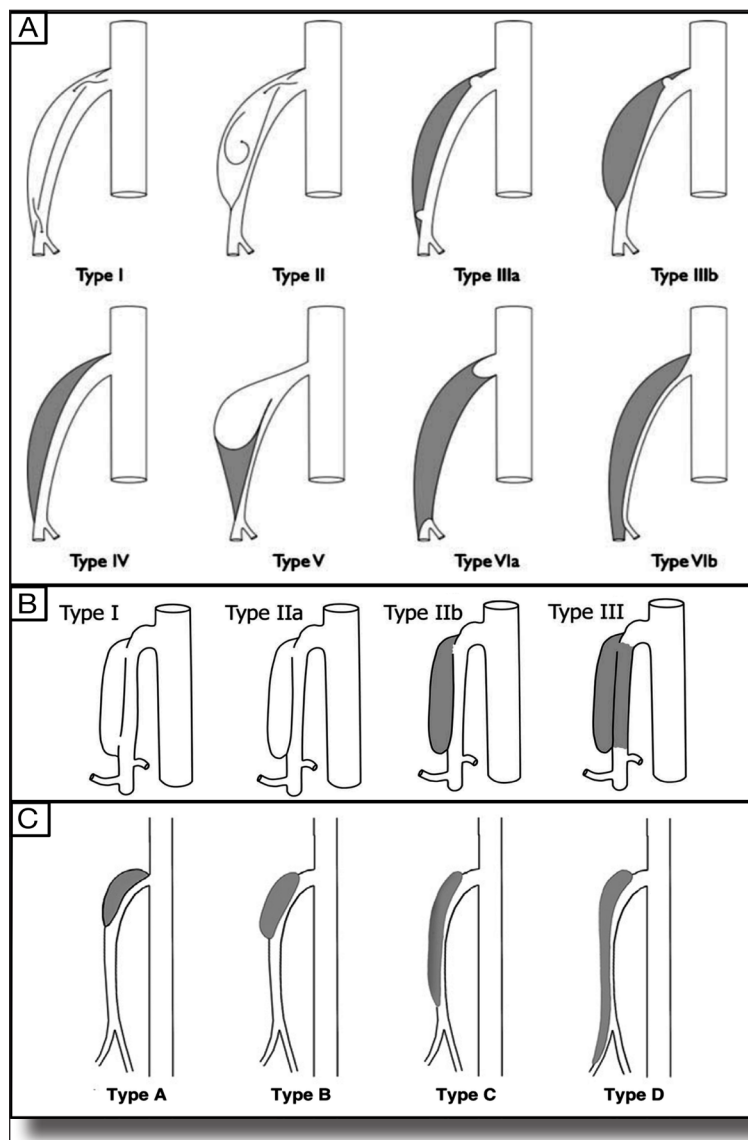 A
Type I Type II Type IIIa Type IIIb
Type IV Type V Type VIa Type VIb
B
Type I Type IIa Type IIb Type III
C
Type A Type B Type C Type D